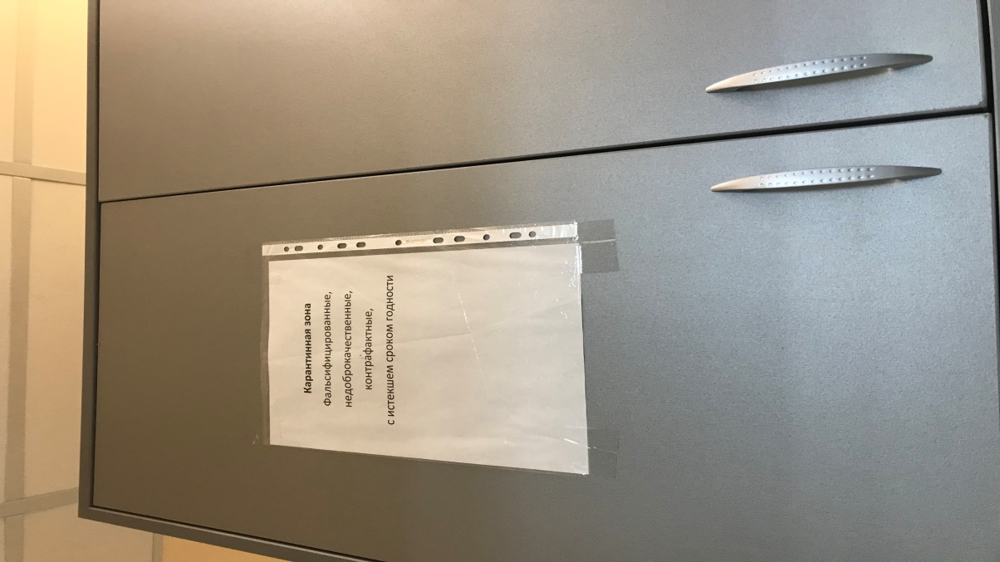 Карантинная зона
Фальсифицированные,
недоброкачественные,
контрафактные,
с истекшем сроком годности